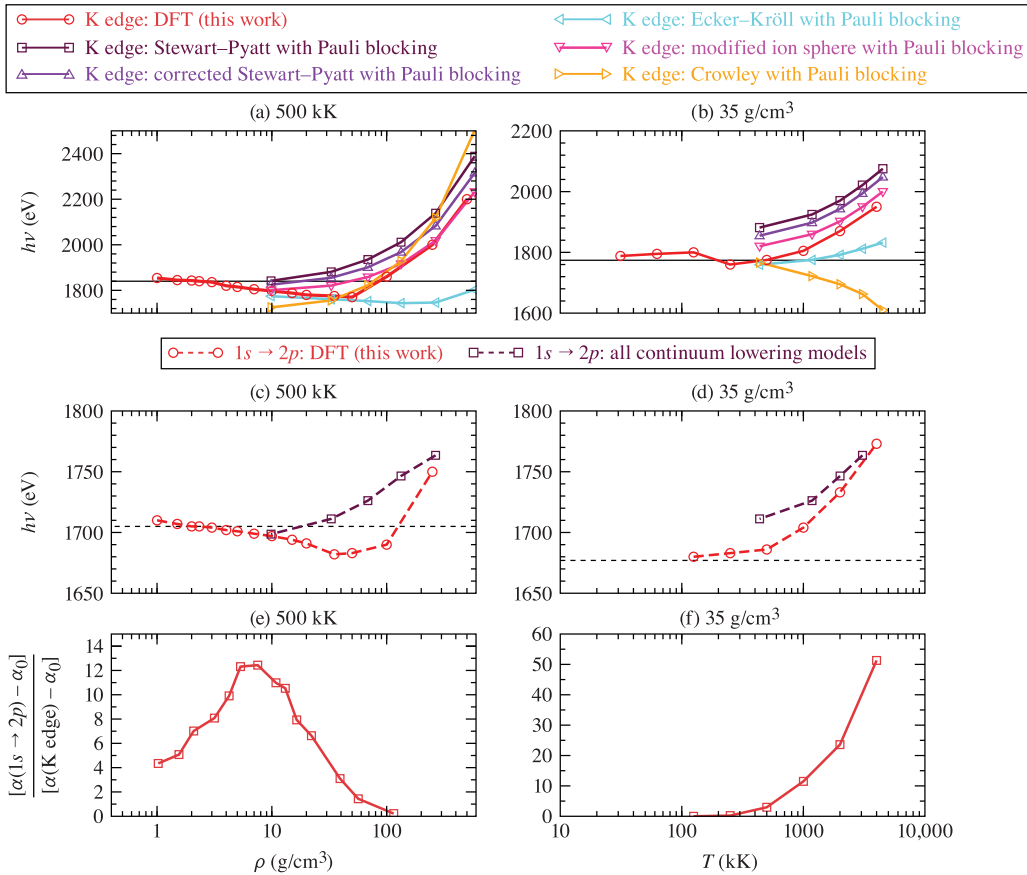 K edge: DFT (this work)
K edge: Stewart–Pyatt with Pauli blocking
K edge: corrected Stewart–Pyatt with Pauli blocking
K edge: Ecker–Kröll with Pauli blocking
K edge: modified ion sphere with Pauli blocking
K edge: Crowley with Pauli blocking
(a) 500 kK
2400
2200
2000
1800
hν (eV)
(b) 35 g/cm³
2200
2000
1800
1600
1s → 2p: DFT (this work)
1s → 2p: all continuum lowering models
(c) 500 kK
1800
1750
1700
1650
hν (eV)
(d) 35 g/cm³
1800
1750
1700
1650
(e) 500 kK
14
12
10
8
6
4
2
0
[α(1s → 2p) – α₀]
[α(K edge) – α₀]
1 10 100
ρ (g/cm³)
(f) 35 g/cm³
60
50
40
30
20
10
0
10 100 1000 10,000
T (kK)